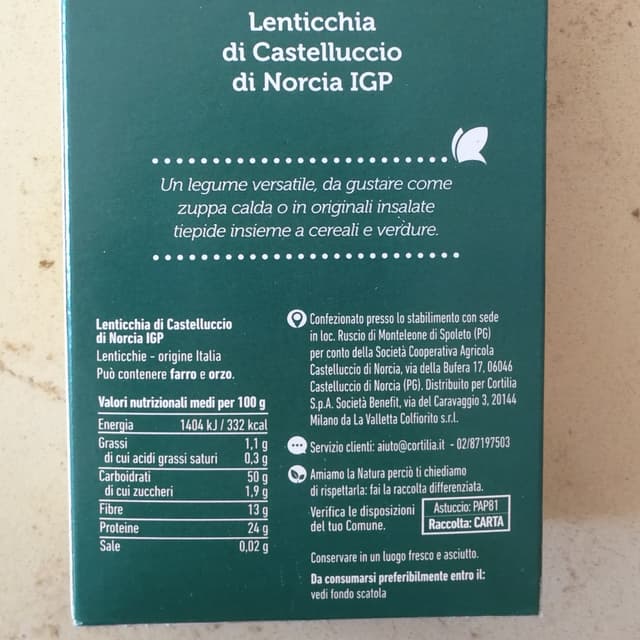 Lenticchia
di Castelluccio
di Norcia IGP
Un legume versatile, da gustare come
zuppa calda o in originali insalate
tiepide insieme a cereali e verdure.
Lenticchia di Castelluccio
di Norcia IGP
Lenticchie - origine Italia
Può contenere farro e orzo.
Valori nutrizionali medi per 100 g
Energia 1404 kJ / 332 kcal
Grassi 1,1 g
di cui acidi grassi saturi 0,3 g
Carboidrati 50 g
di cui zuccheri 1,9 g
Fibre 13 g
Proteine 24 g
Sale 0,02 g
Confezionato presso lo stabilimento con sede
in loc. Ruscio di Monteleone di Spoleto (PG)
per conto della Società Cooperativa Agricola
Castelluccio di Norcia, via della Bufera 17, 06046
Castelluccio di Norcia (PG). Distribuito per Cortilia
S.p.A. Società Benefit, via del Caravaggio 3, 20144
Milano da La Valletta Colfiorito s.r.l.
Servizio clienti: aiuto@cortilia.it - 02/87197503
Amiamo la Natura perciò ti chiediamo
di rispettarla: fai la raccolta differenziata.
Verifica le disposizioni
del tuo Comune.
Astuccio: PAP81
Raccolta: CARTA
Conservare in un luogo fresco e asciutto.
Da consumarsi preferibilmente entro il:
vedi fondo scatola